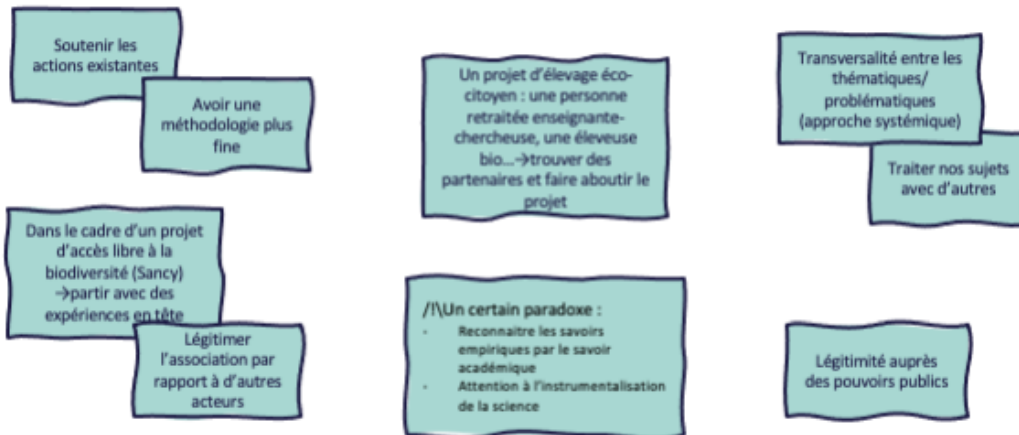 Soutenir les
actions existantes
Avoir une
méthodologie plus
fine
Un projet d'élevage éco-
citoyen : une personne
retraitée enseignante-
chercheuse, une éleveuse
bio...→trouver des
partenaires et faire aboutir le
projet
Transversalité entre les
thématiques/
problématiques
(approche systémique)
Traiter nos sujets
avec d'autres
Dans le cadre d'un projet
d'accès libre à la
biodiversité (Sancy)
→partir avec des
expériences en tête
Légitimer
l'association par
rapport à d'autres
acteurs
/!\Un certain paradoxe :
- Reconnaitre les savoirs
empiriques par le savoir
académique
- Attention à l'instrumentalisation
de la science
Légitimité auprès
des pouvoirs publics